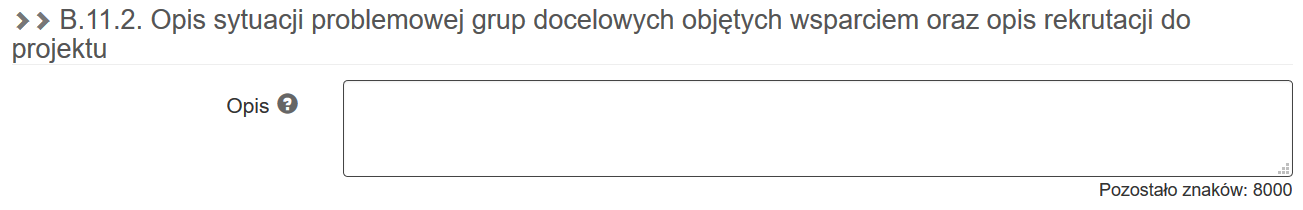 B.11.2. Opis sytuacji problemowej grup docelowych objętych wsparciem oraz opis rekrutacji do
projektu
Opis ?
Pozostało znaków: 8000